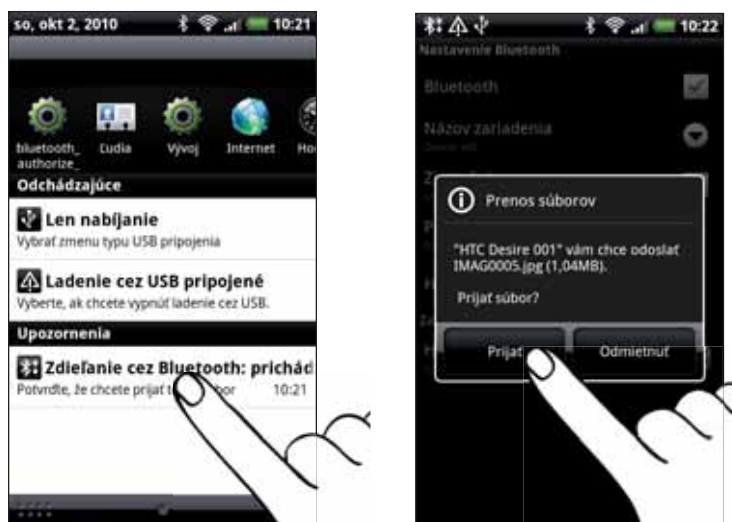 so, okt 2, 2010 10:21
bluetooth_
authorize_
Ľudia
Vývoj
Internet
Ho
Odchádzajúce
Len nabíjanie
Vybrať zmenu typu USB pripojenia
Ladenie cez USB pripojené
Vyberte, ak chcete vypnúť ladenie cez USB.
Upozornenia
Zdieľanie cez Bluetooth: prichád
Potvrďte, že chcete prijať t bor 10:21
10:22
Nastavenie Bluetooth
Bluetooth
Názov zariadenia
Prenos súborov
"HTC Desire 001" vám chce odoslať
IMAG0005.jpg (1,04MB).
Prijať súbor?
Prijať Odmietnuť